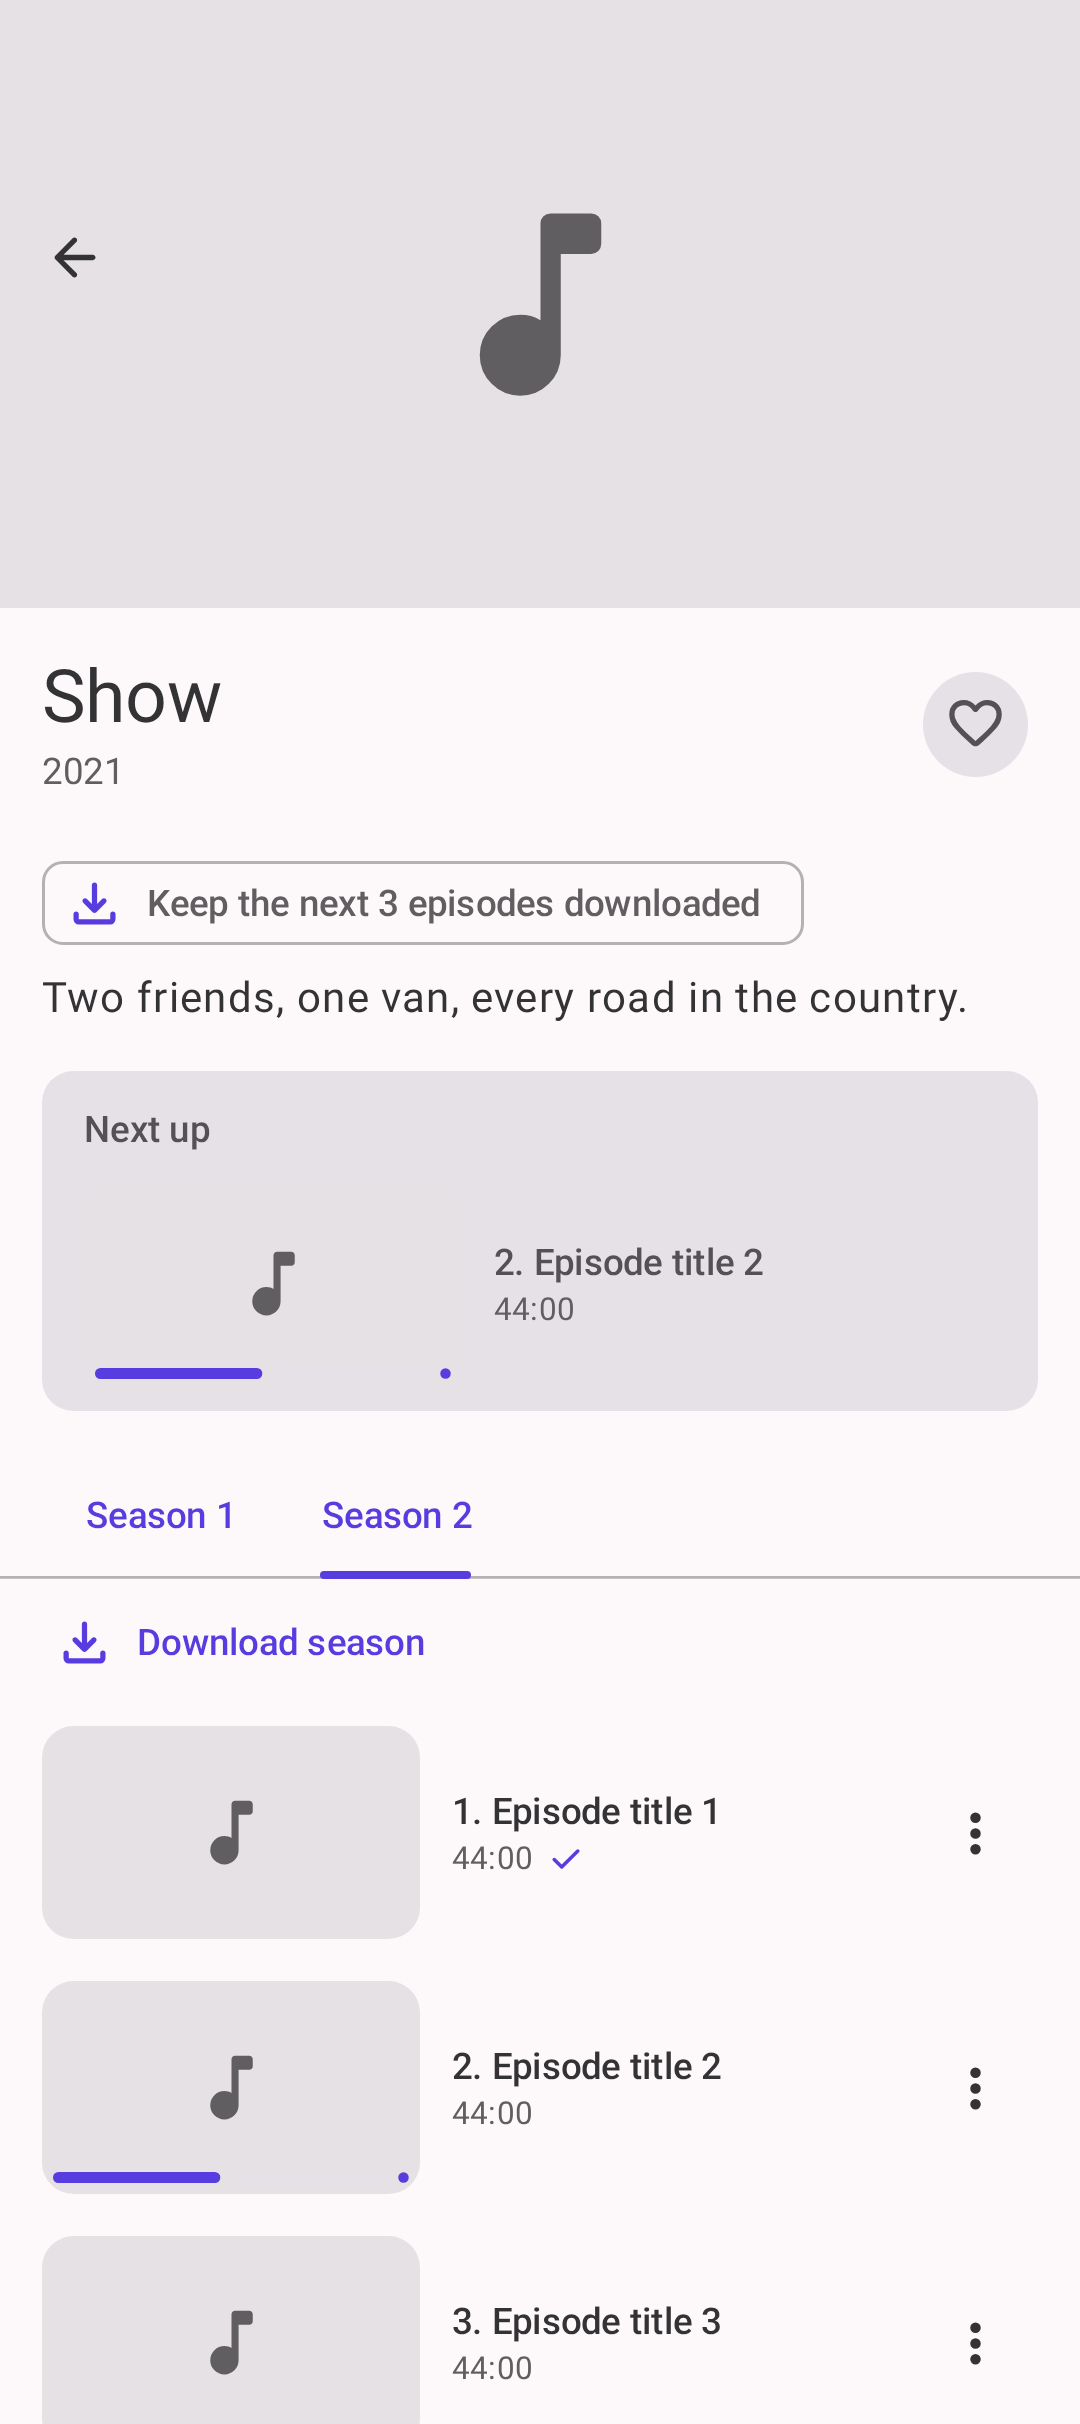 Show
2021
Keep the next 3 episodes downloaded
Two friends, one van, every road in the country.
Next up
2. Episode title 2
44:00
Season 1
Season 2
Download season
1. Episode title 1
44:00
2. Episode title 2
44:00
3. Episode title 3
44:00